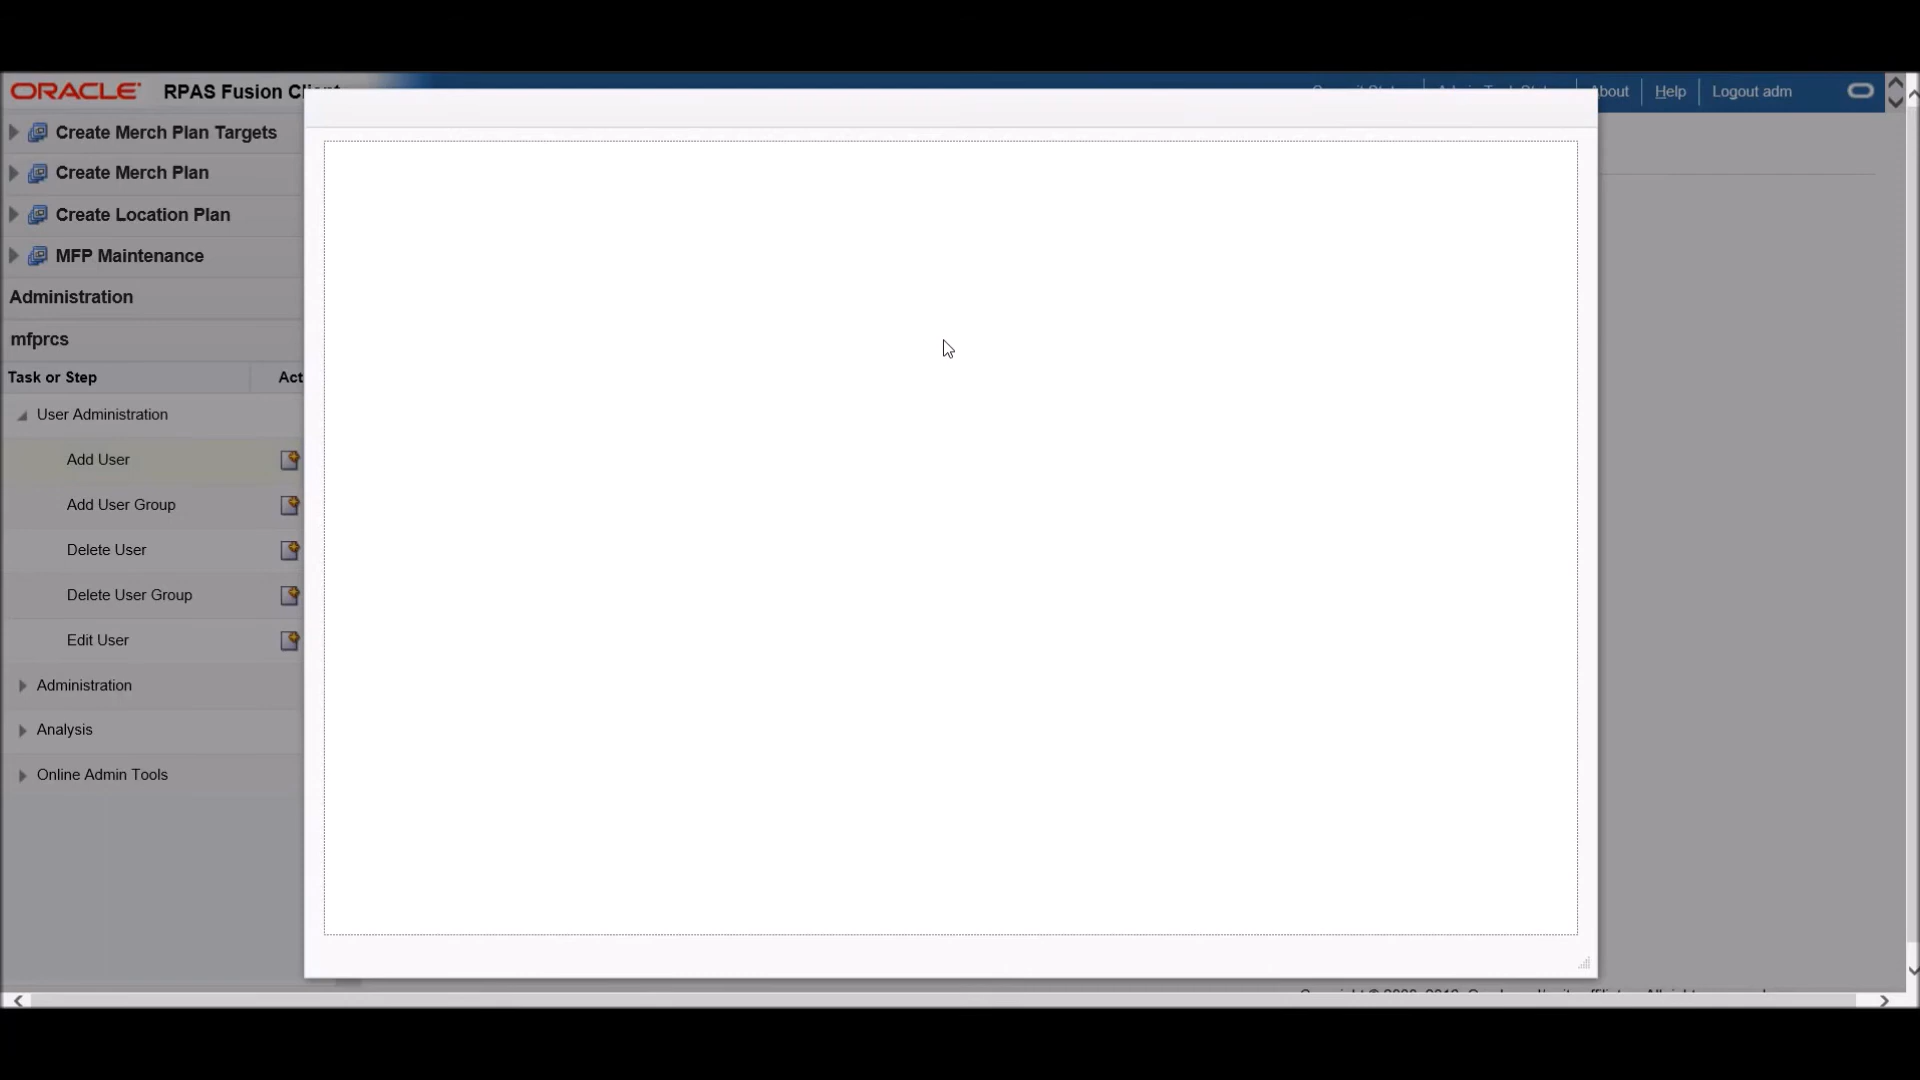 ORACLE RPAS Fusion
About Help Logout adm
Create Merch Plan Targets
Create Merch Plan
Create Location Plan
MFP Maintenance
Administration
mfprcs
Task or Step Act
User Administration
Add User
Add User Group
Delete User
Delete User Group
Edit User
Administration
Analysis
Online Admin Tools